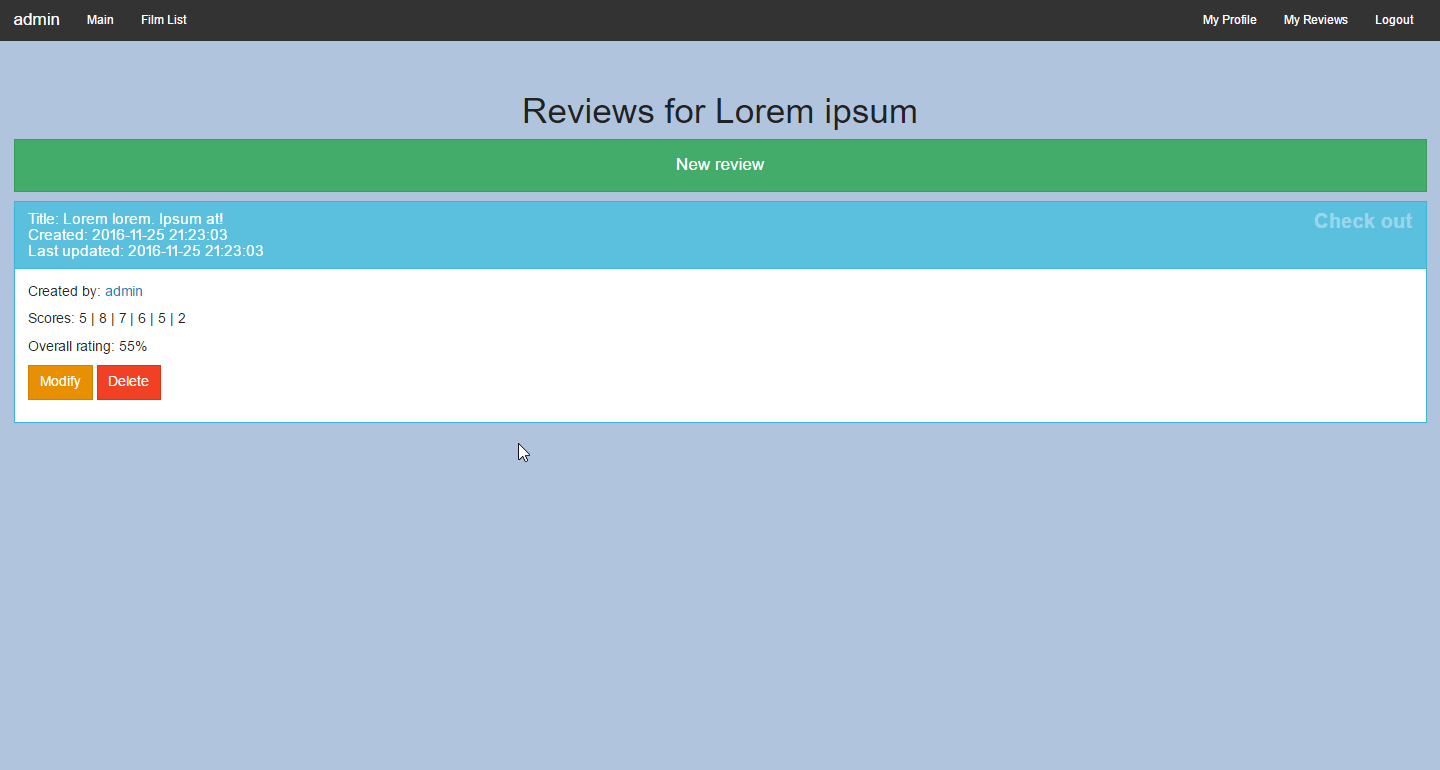 admin Main Film List My Profile My Reviews Logout
Reviews for Lorem ipsum
New review
Title: Lorem lorem. Ipsum at!
Check out
Created: 2016-11-25 21:23:03
Last updated: 2016-11-25 21:23:03
Created by: admin
Scores: 5 | 8 | 7 | 6 | 5 | 2
Overall rating: 55%
Modify Delete